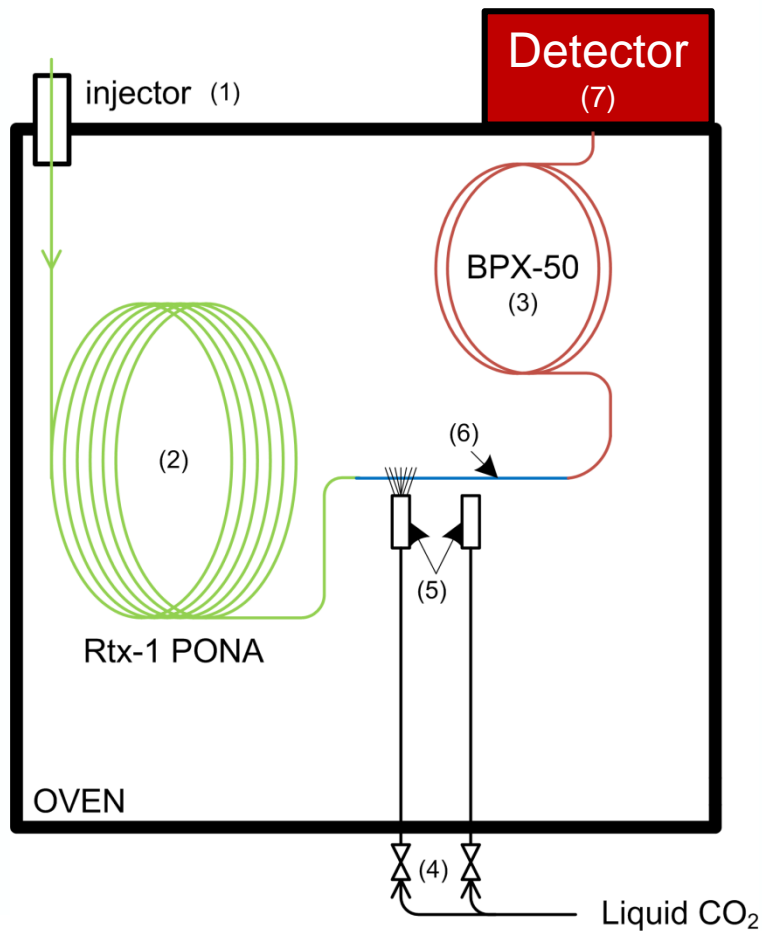 Detector
(7)
injector (1)
BPX-50
(3)
(2)
(6)
(5)
Rtx-1 PONA
OVEN
(4)
Liquid CO₂